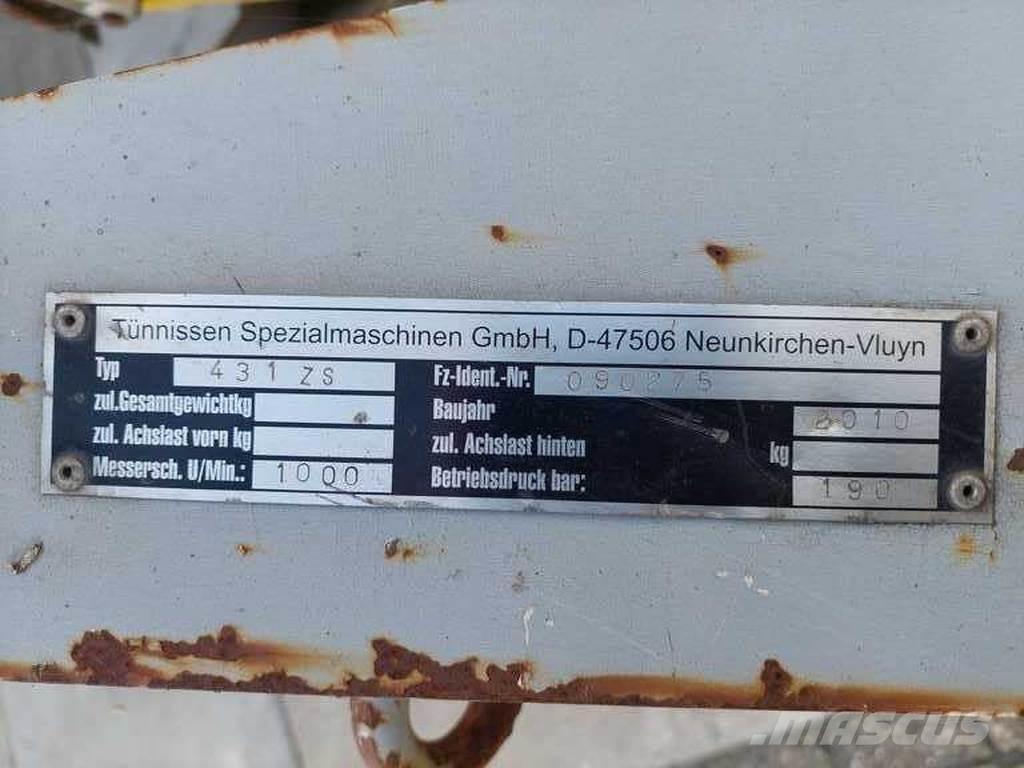 Tünnissen Spezialmaschinen GmbH, D-47506 Neunkirchen-Vluyn
Typ 431 ZS Fz-Ident.-Nr. 090275
zul.Gesamtgewichtkg Baujahr 2010
zul. Achslast vorn kg zul. Achslast hinten kg
Messersch. U/Min.: 1000 Betriebsdruck bar: 190
MASCUS